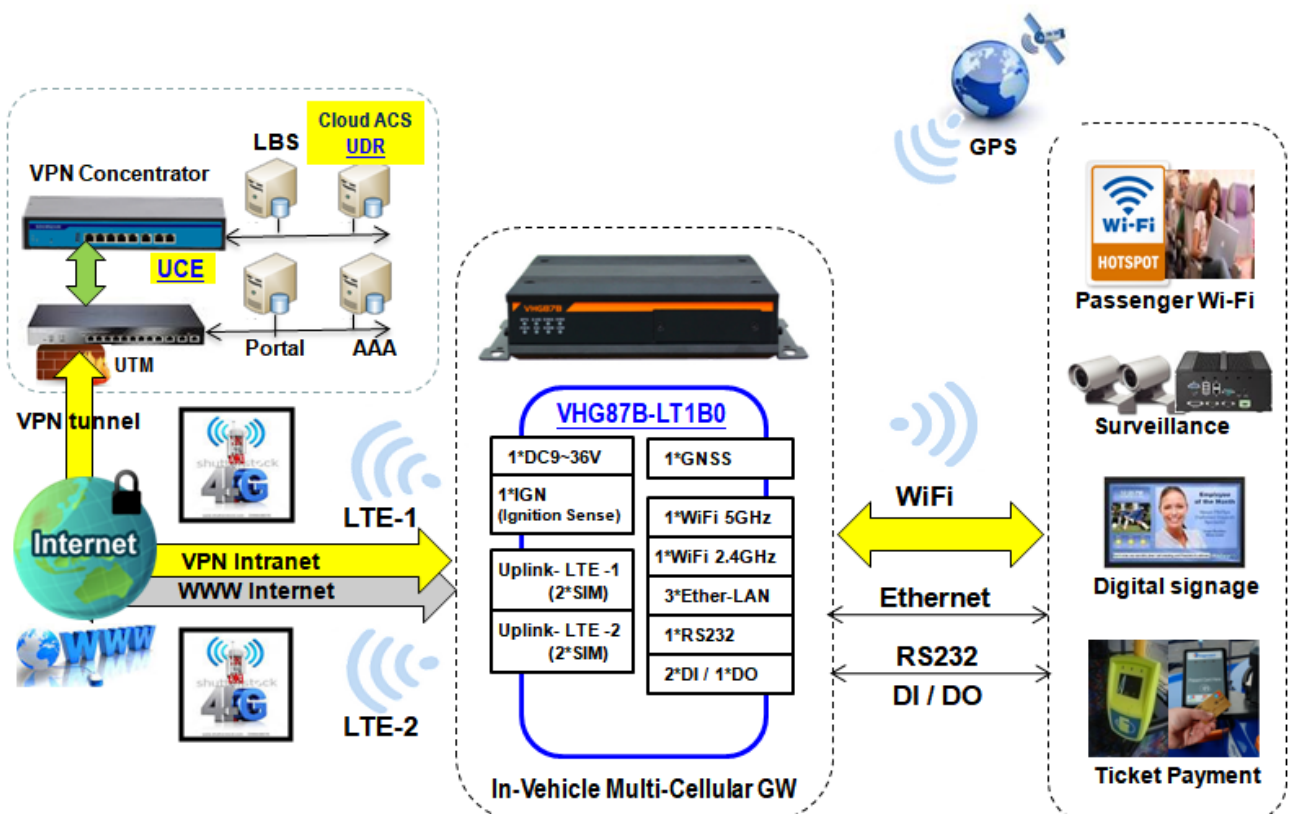 Cloud ACS
UDR
LBS
VPN Concentrator
UCE
Portal
AAA
UTM
VPN tunnel
Internet
WWW
shutterstock
4G
LTE-1
VPN Intranet
WWW Internet
shutterstock
4G
LTE-2
VHG87B
VHG87B-LT1B0
1*DC9~36V
1*IGN
(Ignition Sense)
Uplink- LTE -1
(2*SIM)
Uplink- LTE -2
(2*SIM)
1*GNSS
1*WiFi 5GHz
1*WiFi 2.4GHz
3*Ether-LAN
1*RS232
2*DI / 1*DO
In-Vehicle Multi-Cellular GW
GPS
WiFi
Ethernet
RS232
DI / DO
Wi-Fi
HOTSPOT
Passenger Wi-Fi
Surveillance
Employee
of the Month
Digital signage
Ticket Payment